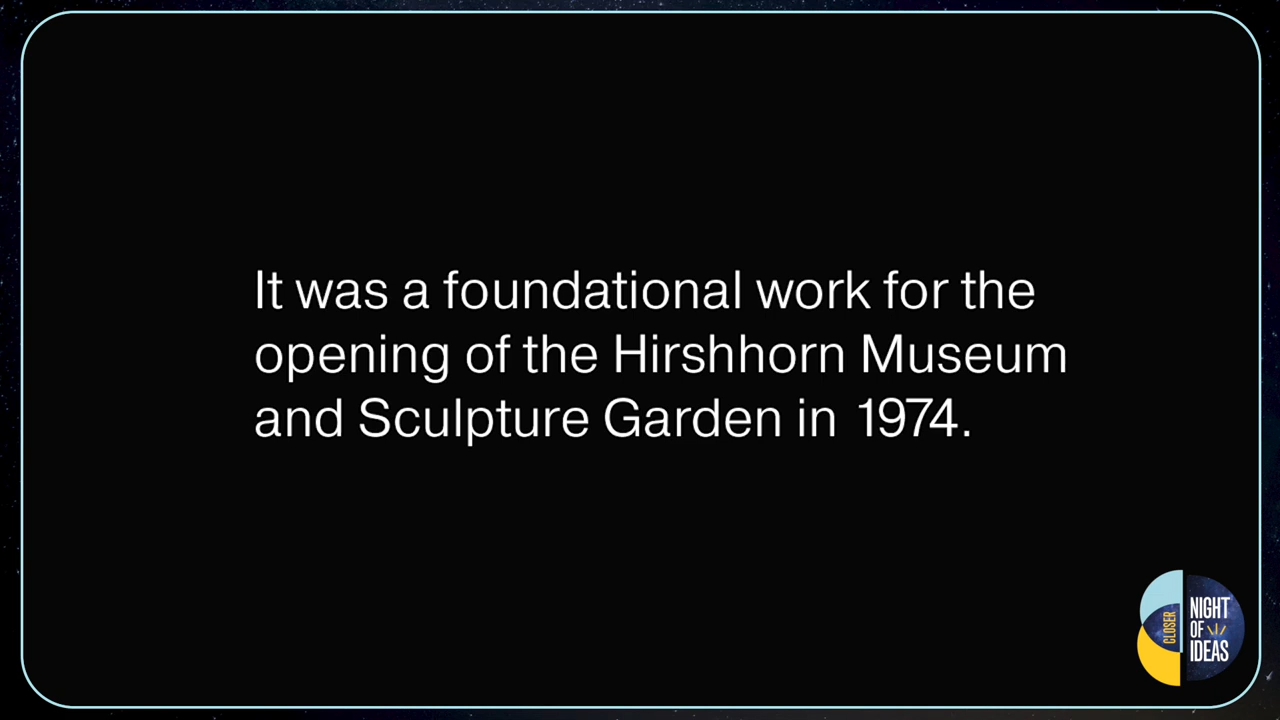 It was a foundational work for the
opening of the Hirshhorn Museum
and Sculpture Garden in 1974.
CLOSER
NIGHT
OF
IDEAS